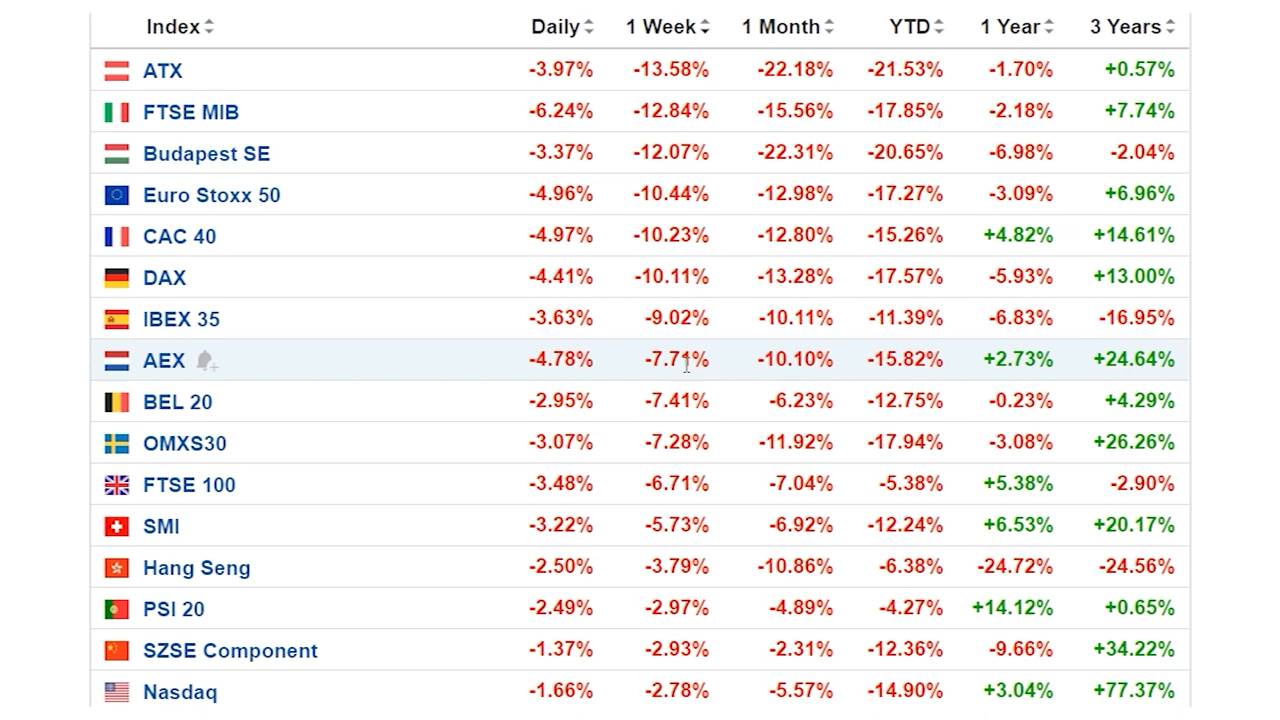 Index Daily 1 Week 1 Month YTD 1 Year 3 Years
ATX -3.97% -13.58% -22.18% -21.53% -1.70% +0.57%
FTSE MIB -6.24% -12.84% -15.56% -17.85% -2.18% +7.74%
Budapest SE -3.37% -12.07% -22.31% -20.65% -6.98% -2.04%
Euro Stoxx 50 -4.96% -10.44% -12.98% -17.27% -3.09% +6.96%
CAC 40 -4.97% -10.23% -12.80% -15.26% +4.82% +14.61%
DAX -4.41% -10.11% -13.28% -17.57% -5.93% +13.00%
IBEX 35 -3.63% -9.02% -10.11% -11.39% -6.83% -16.95%
AEX -4.78% -7.71% -10.10% -15.82% +2.73% +24.64%
BEL 20 -2.95% -7.41% -6.23% -12.75% -0.23% +4.29%
OMXS30 -3.07% -7.28% -11.92% -17.94% -3.08% +26.26%
FTSE 100 -3.48% -6.71% -7.04% -5.38% +5.38% -2.90%
SMI -3.22% -5.73% -6.92% -12.24% +6.53% +20.17%
Hang Seng -2.50% -3.79% -10.86% -6.38% -24.72% -24.56%
PSI 20 -2.49% -2.97% -4.89% -4.27% +14.12% +0.65%
SZSE Component -1.37% -2.93% -2.31% -12.36% -9.66% +34.22%
Nasdaq -1.66% -2.78% -5.57% -14.90% +3.04% +77.37%